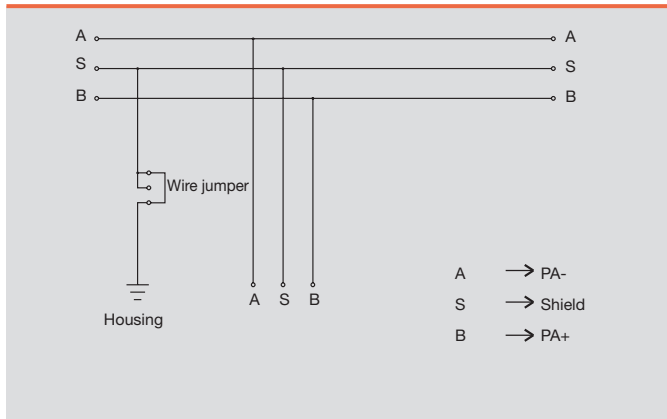 A A
S S
B B
Wire jumper
A S B
Housing
A → PA-
S → Shield
B → PA+